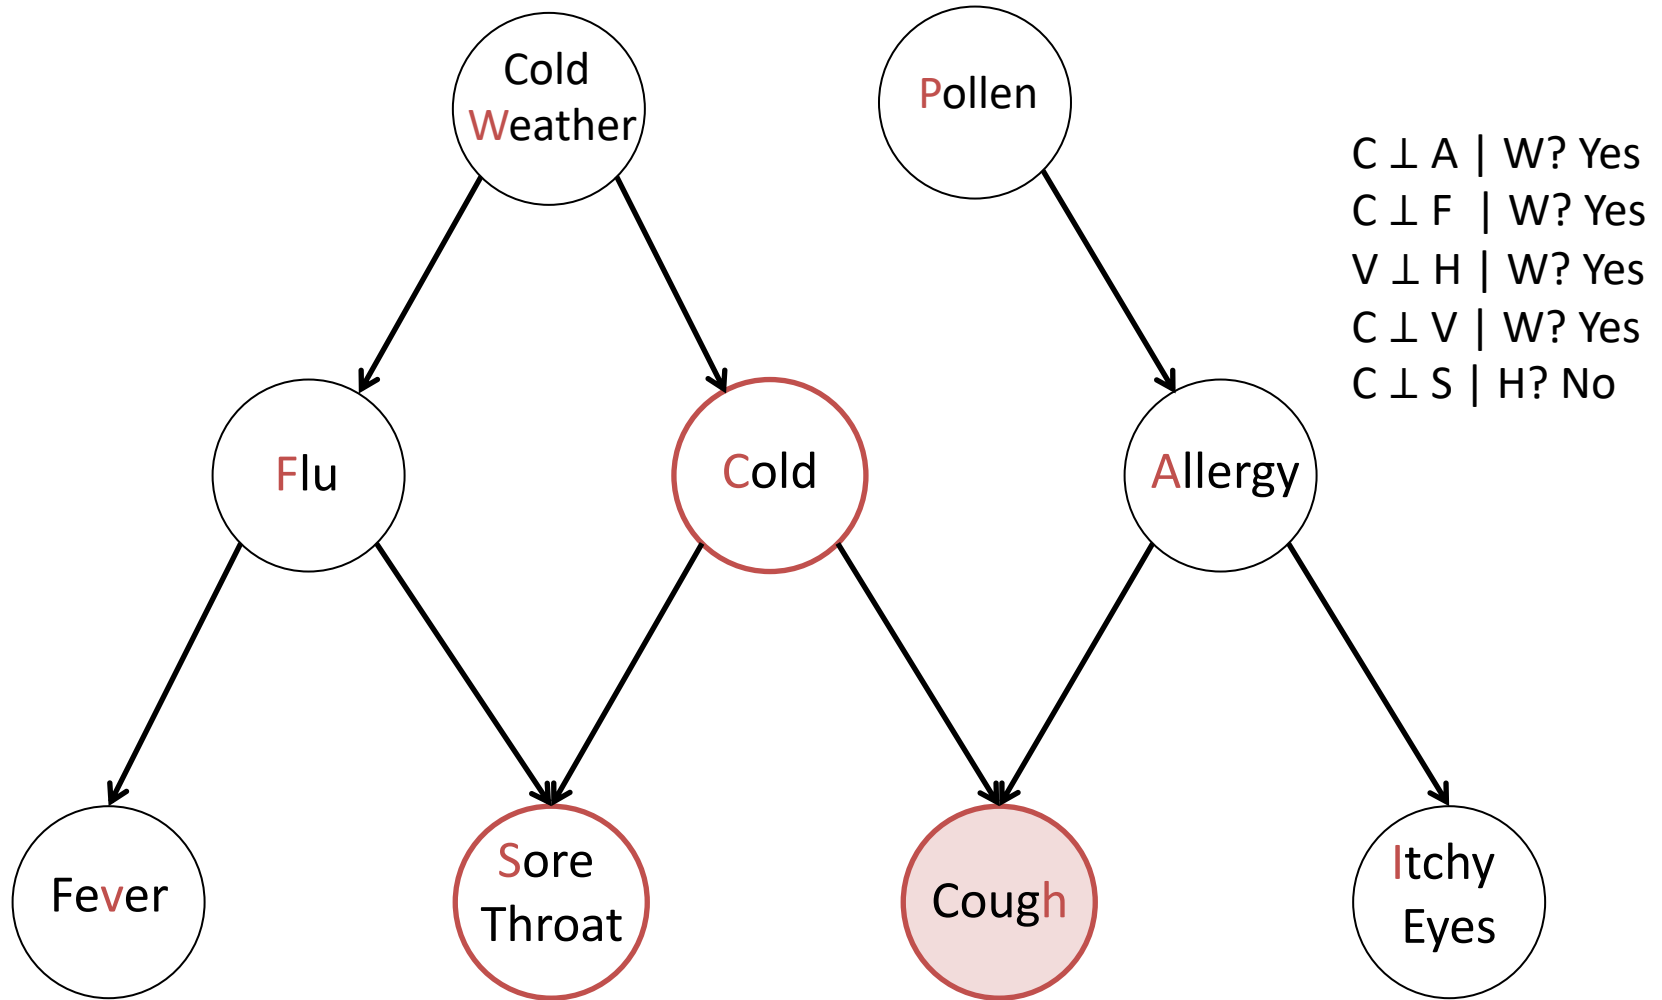 Cold
Weather
Pollen
C ⊥ A | W? Yes
C ⊥ F | W? Yes
V ⊥ H | W? Yes
C ⊥ V | W? Yes
C ⊥ S | H? No
Flu
Cold
Allergy
Fever
Sore
Throat
Cough
Itchy
Eyes